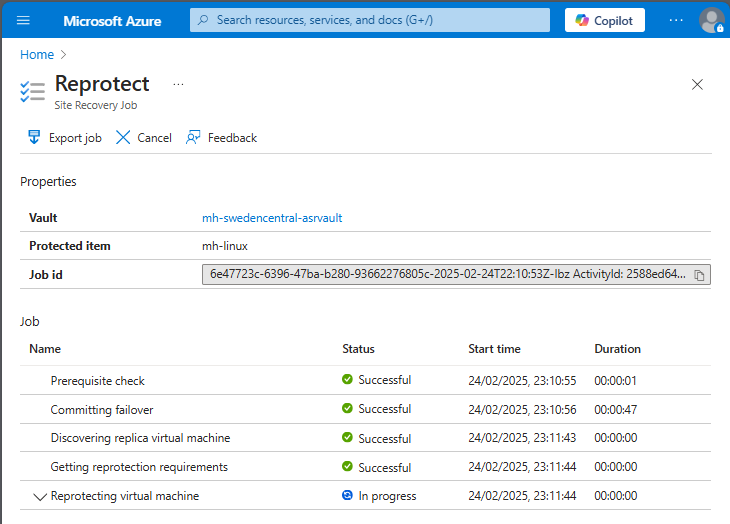 Microsoft Azure
Search resources, services, and docs (G+/)
Copilot
...
Home >
Reprotect ...
Site Recovery Job
Export job Cancel Feedback
Properties
Vault mh-swedencentral-asrvault
Protected item mh-linux
Job id 6e47723c-6396-47ba-b280-93662276805c-2025-02-24T22:10:53Z-Ibz ActivityId: 2588ed64...
Job
Name Status Start time Duration
Prerequisite check Successful 24/02/2025, 23:10:55 00:00:01
Committing failover Successful 24/02/2025, 23:10:56 00:00:47
Discovering replica virtual machine Successful 24/02/2025, 23:11:43 00:00:00
Getting reprotection requirements Successful 24/02/2025, 23:11:44 00:00:00
Reprotecting virtual machine In progress 24/02/2025, 23:11:44 00:00:00